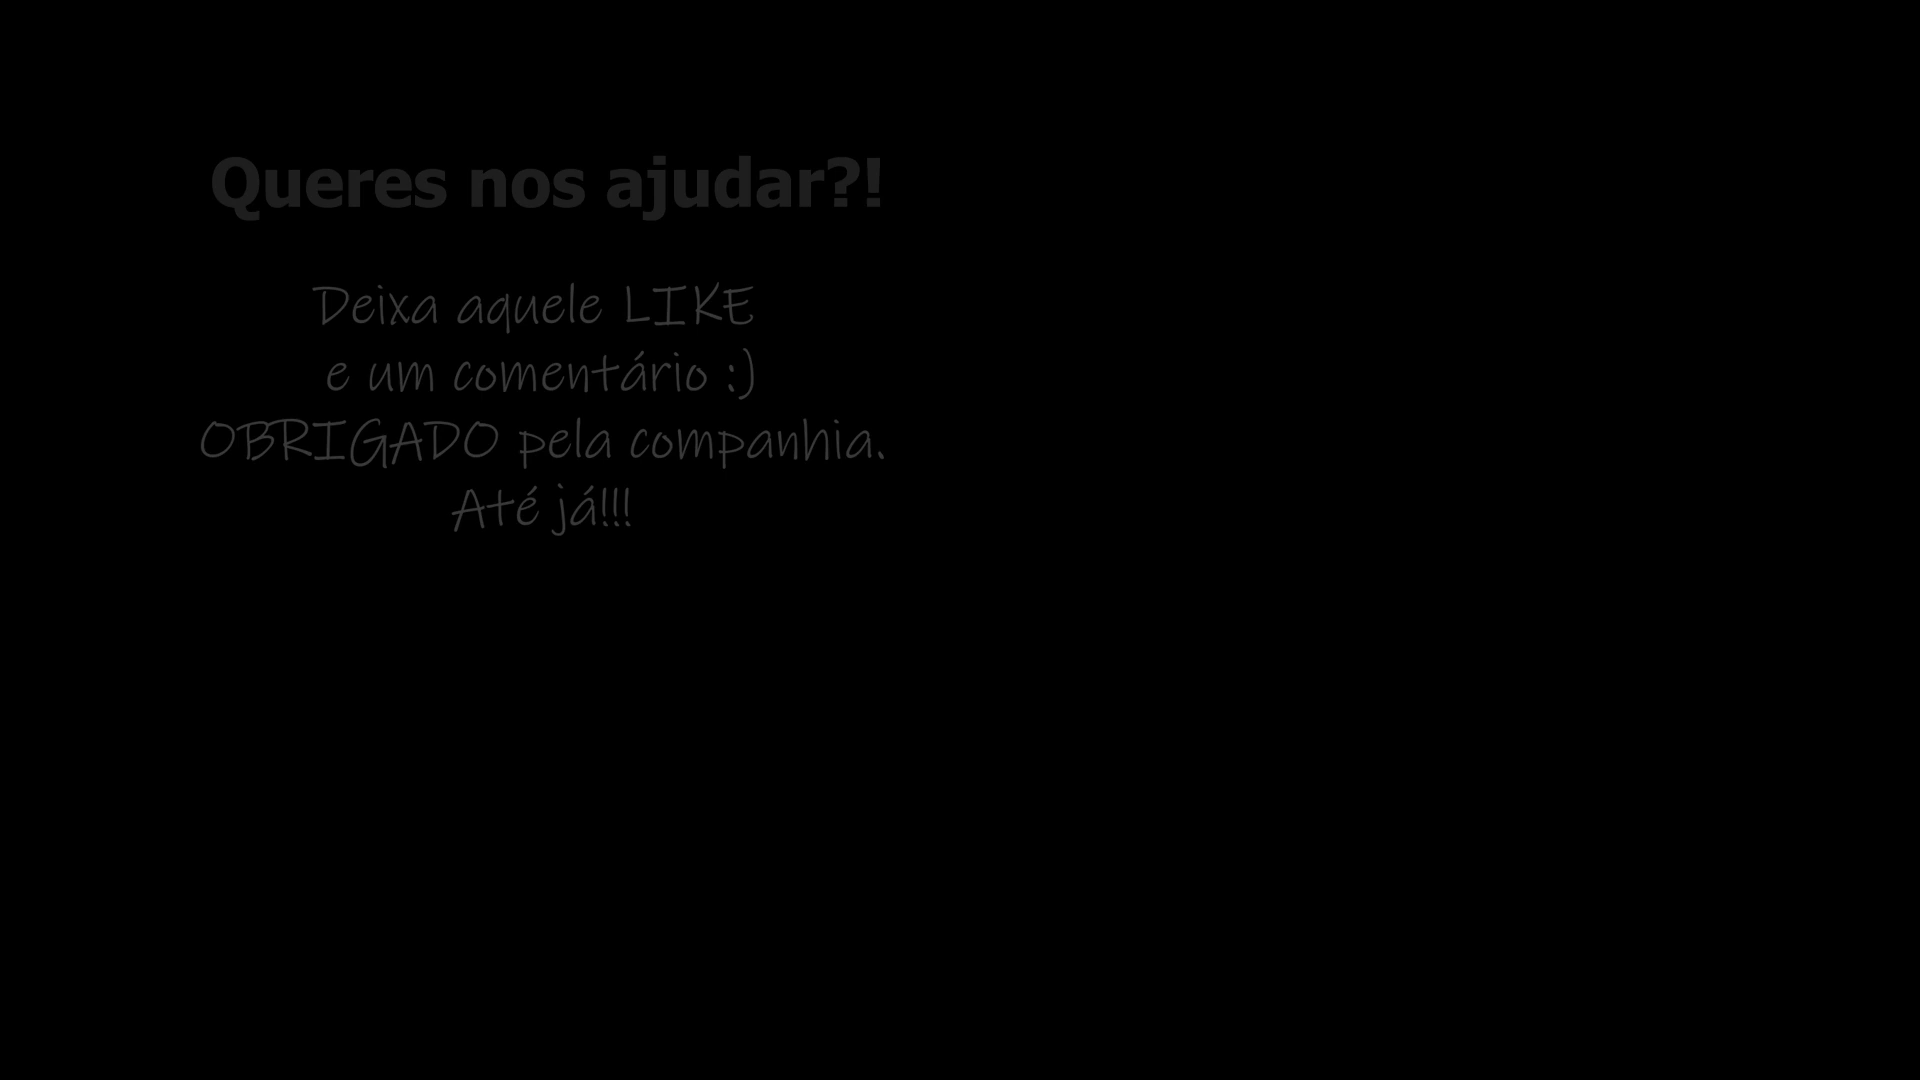 Queres nos ajudar?!
Deixa aquele LIKE
e um comentário :)
OBRIGADO pela companhia.
Até já!!!